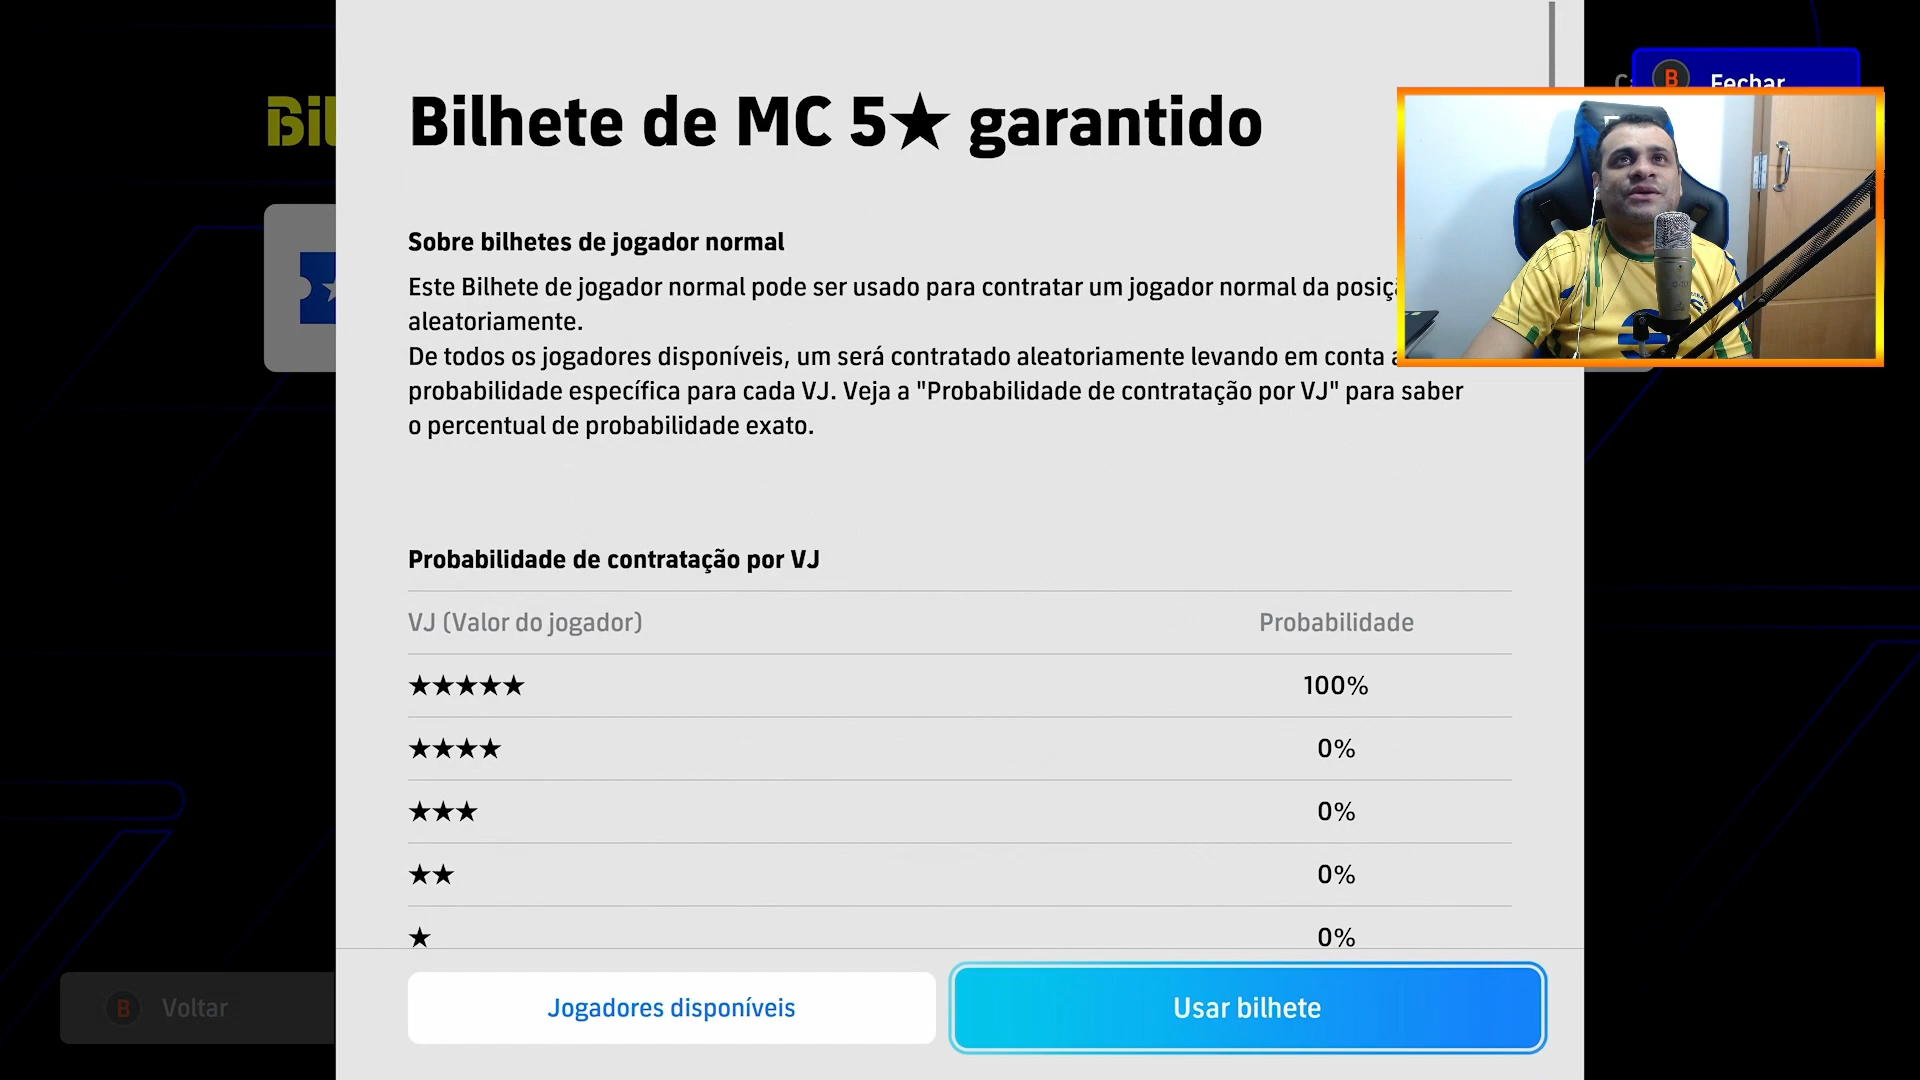 Bilhete de MC 5★ garantido
B Fechar
Sobre bilhetes de jogador normal
Este Bilhete de jogador normal pode ser usado para contratar um jogador normal da
aleatoriamente.
De todos os jogadores disponíveis, um será contratado aleatoriamente levando em conta a
probabilidade específica para cada VJ. Veja a "Probabilidade de contratação por VJ" para saber
o percentual de probabilidade exato.
Probabilidade de contratação por VJ
VJ (Valor do jogador) Probabilidade
★★★★★ 100%
★★★★ 0%
★★★ 0%
★★ 0%
★ 0%
B Voltar
Jogadores disponíveis
Usar bilhete